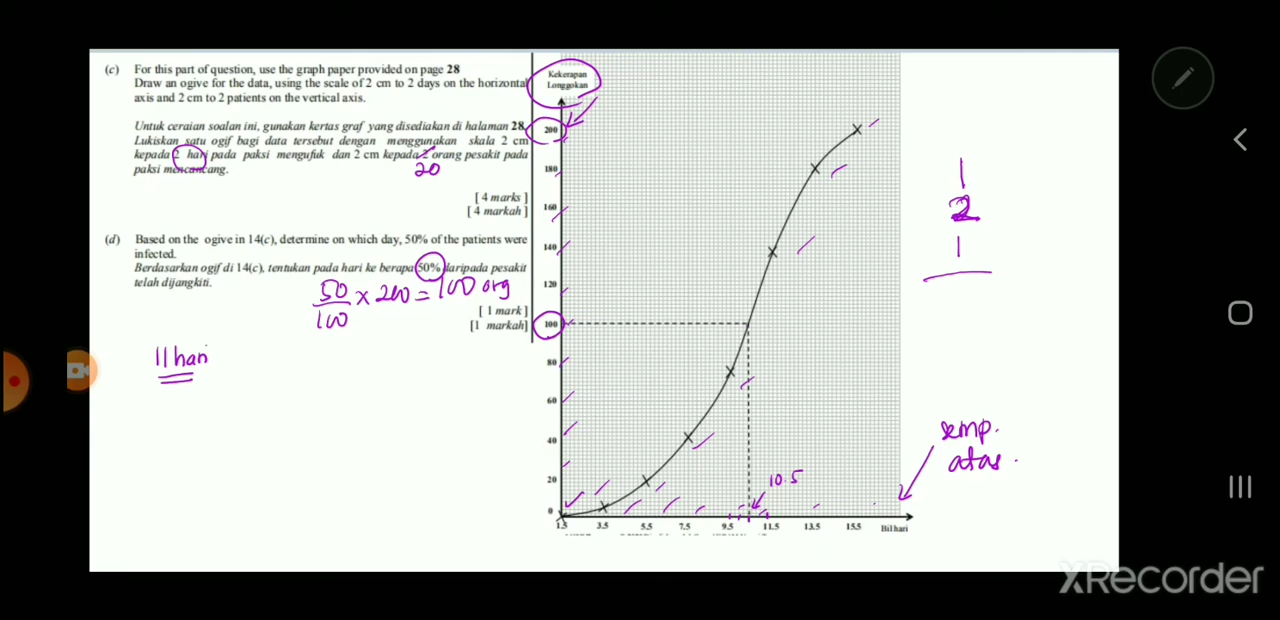 (c) For this part of question, use the graph paper provided on page 28
Draw an ogive for the data, using the scale of 2 cm to 2 days on the horizontal
axis and 2 cm to 2 patients on the vertical axis.
Untuk ceraian soalan ini, gunakan kertas graf yang disediakan di halaman 28.
Lukiskan satu ogif bagi data tersebut dengan menggunakan skala 2 cm
kepada 2 hari pada paksi mengufuk dan 2 cm kepada 2 orang pesakit pada
20
paksi mencancang.
[ 4 marks ]
[ 4 markah ]
(d) Based on the ogive in 14(c), determine on which day, 50% of the patients were
infected.
Berdasarkan ogif di 14(c), tentukan pada hari ke berapa 50% daripada pesakit
telah dijangkiti.
50/100 x 200 = 100 org
[ 1 mark ]
[1 markah]
11 hari
Kekerapan
Longgokan
200
180
160
140
120
100
80
60
40
20
0
1.5 3.5 5.5 7.5 9.5 11.5 13.5 15.5 Bil hari
10.5
1
2
1
semp.
atas.
XRecorder